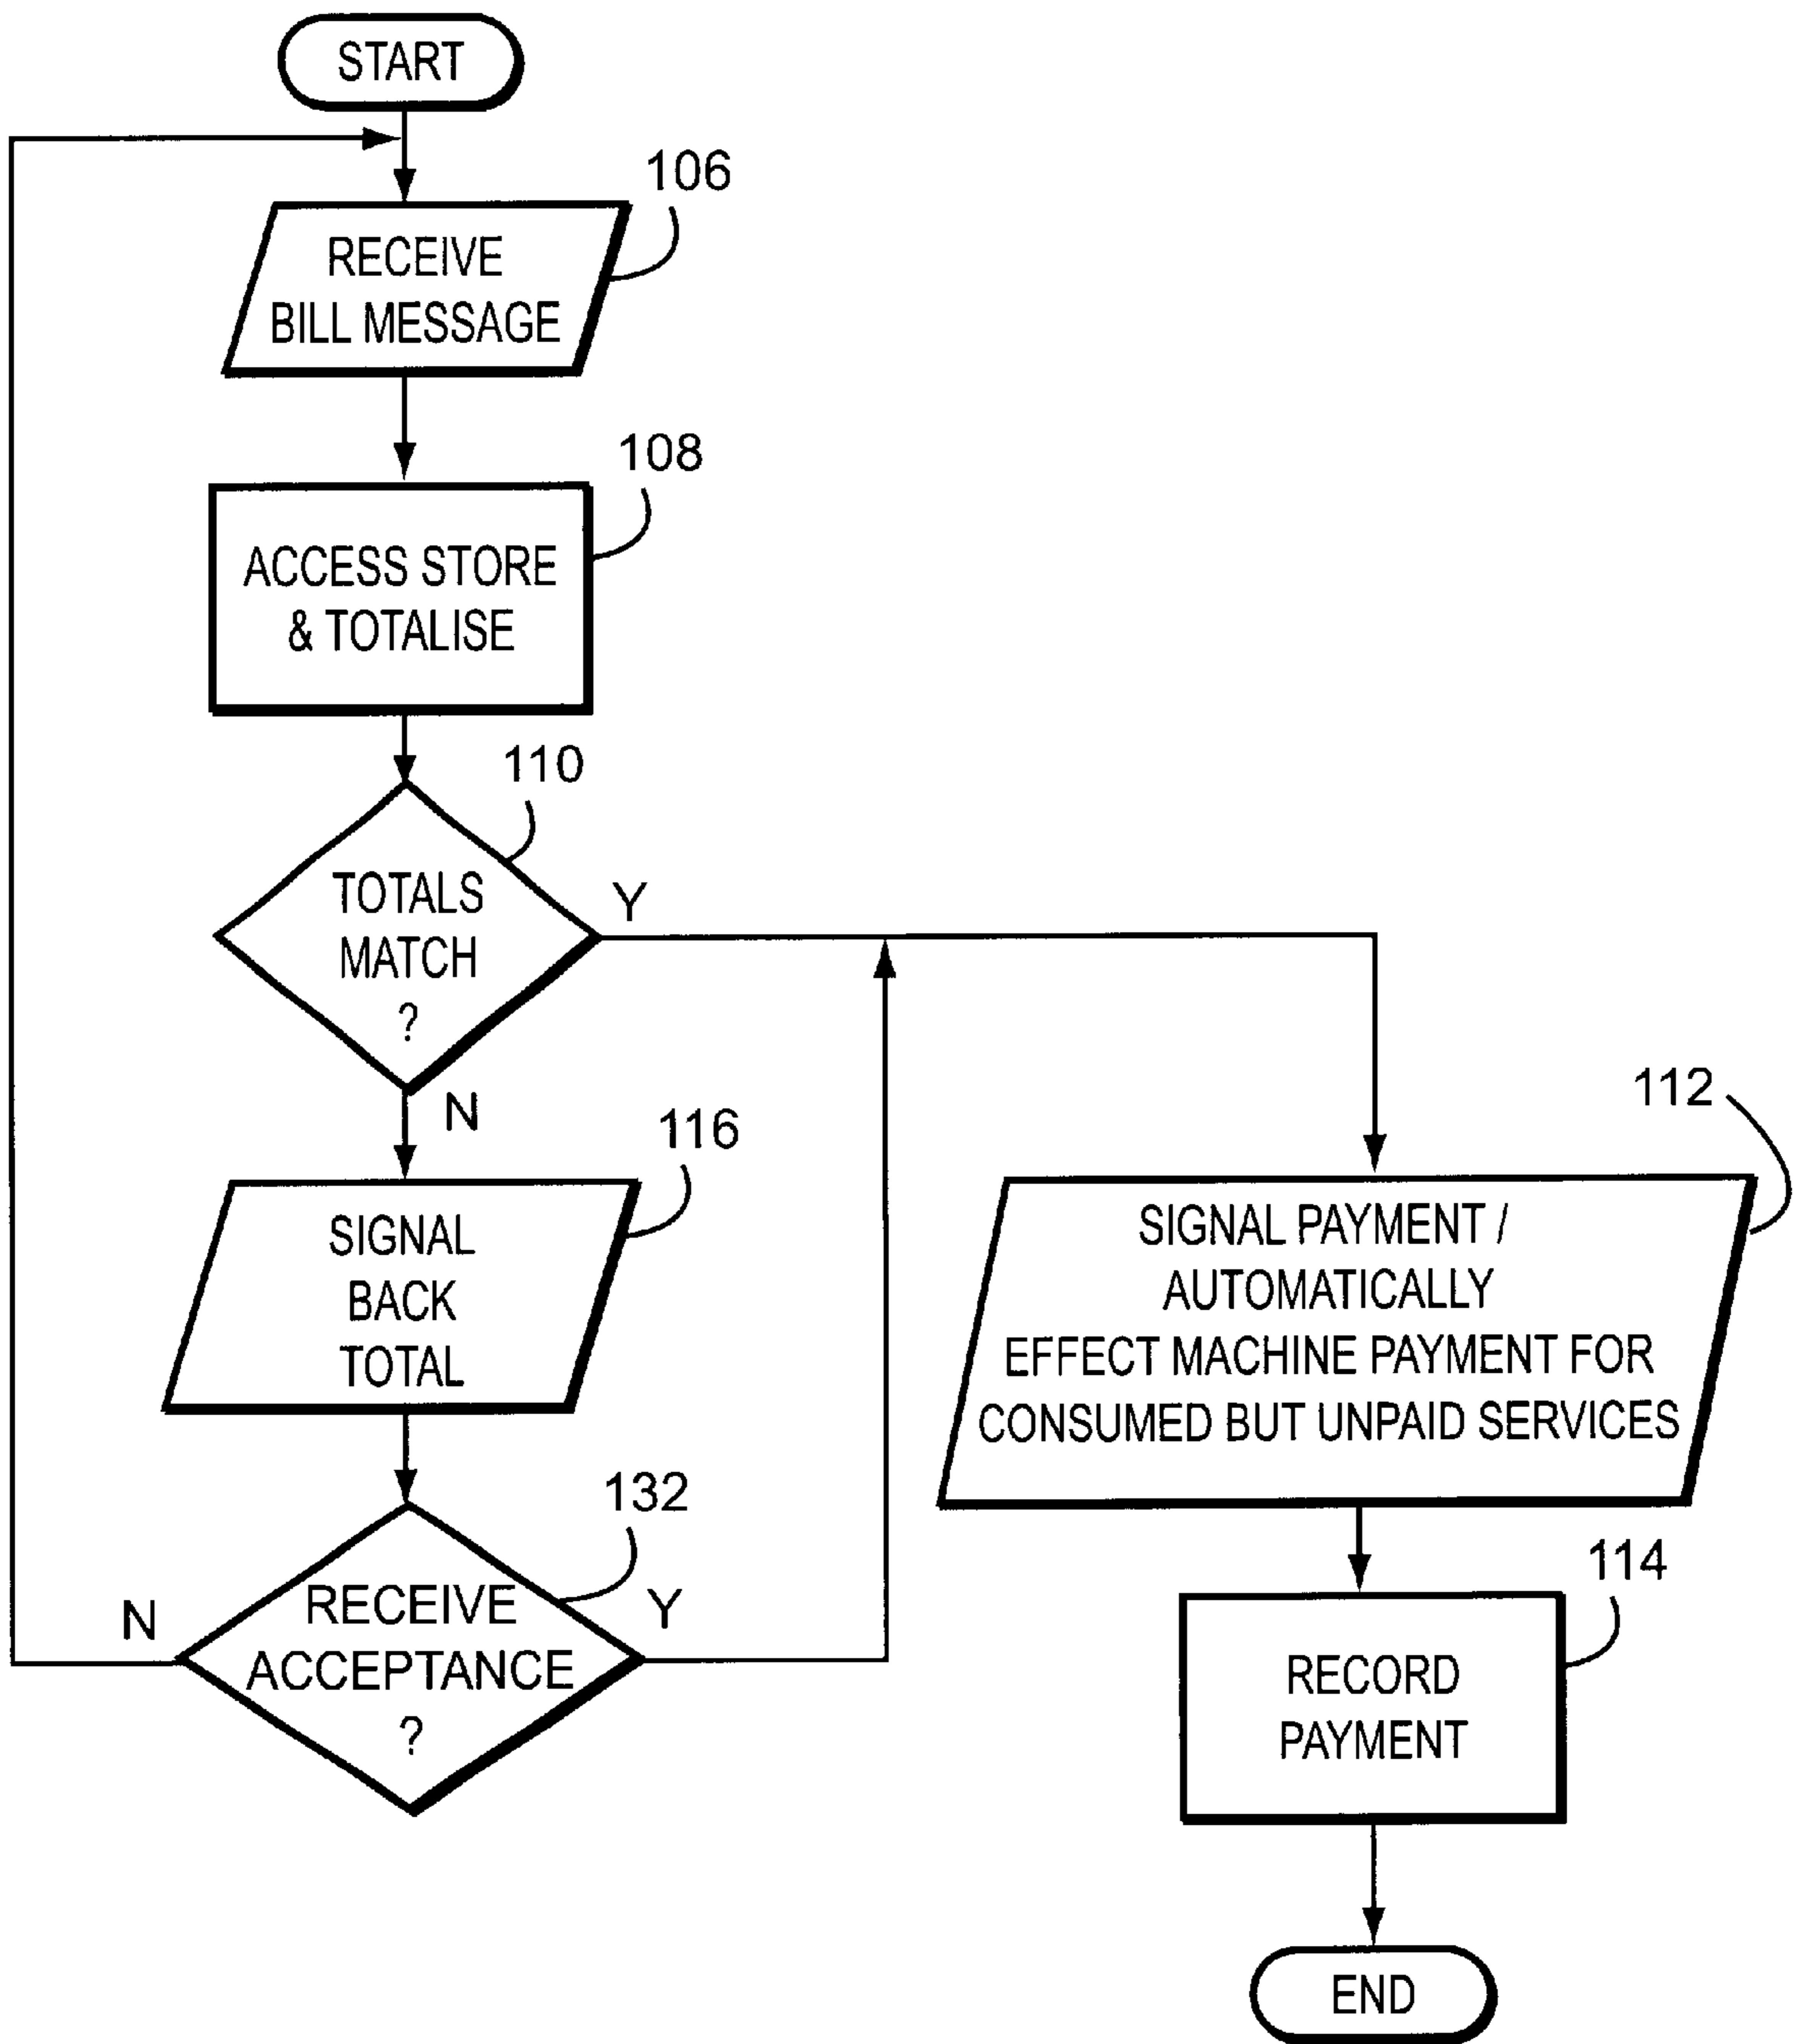 START
106
RECEIVE
BILL MESSAGE
108
ACCESS STORE
& TOTALISE
110
TOTALS
MATCH
?
Y
N
116
SIGNAL
BACK
TOTAL
132
RECEIVE
ACCEPTANCE
?
N
Y
112
SIGNAL PAYMENT /
AUTOMATICALLY
EFFECT MACHINE PAYMENT FOR
CONSUMED BUT UNPAID SERVICES
114
RECORD
PAYMENT
END